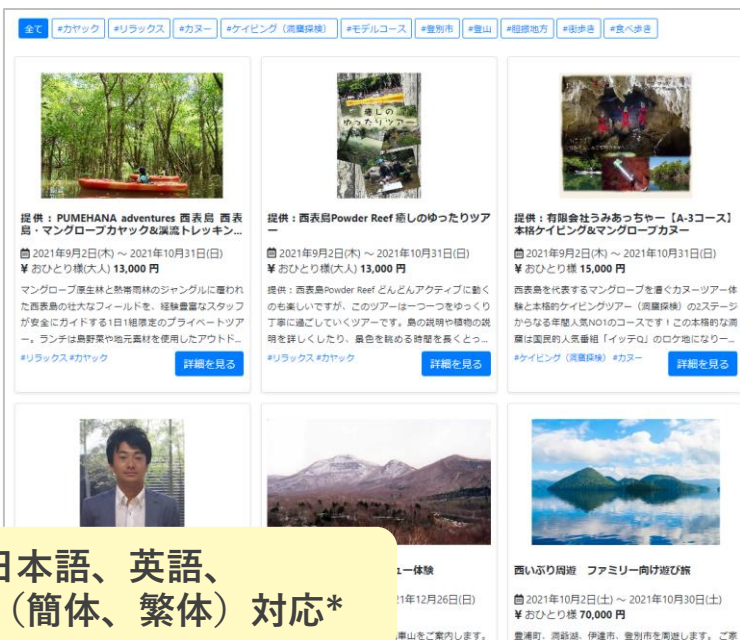 全て #カヤック #リラックス #カヌー #ケイビング（洞窟探検） #モデルコース #登別市 #登山 #胆振地方 #街歩き #食べ歩き
癒しの
ゆったりツアー
提供：PUMEHANA adventures 西表島 西表
島・マングローブカヤック&渓流トレッキン...
2021年9月2日(木) ～ 2021年10月31日(日)
¥ おひとり様(大人) 13,000 円
マングローブ原生林と熱帯雨林のジャングルに覆われ
た西表島の壮大なフィールドを、経験豊富なスタッフ
が安全にガイドする1日1組限定のプライベートツア
ー。ランチは島野菜や地元素材を使用したアウトド...
#リラックス #カヤック
詳細を見る
提供：西表島Powder Reef 癒しのゆったりツア
ー
2021年9月2日(木) ～ 2021年10月31日(日)
¥ おひとり様(大人) 13,000 円
提供：西表島Powder Reef どんどんアクティブに動く
のも楽しいですが、このツアーは一つ一つをゆっくり
丁寧に過ごしていくツアーです。島の説明や植物の説
明を詳しくしたり、景色を眺める時間を長くとっ...
#リラックス #カヤック
詳細を見る
提供：有限会社うみあっちゃー【A-3コース】
本格ケイビング&マングローブカヌー
2021年9月2日(木) ～ 2021年10月31日(日)
¥ おひとり様 15,000 円
西表島を代表するマングローブを漕ぐカヌーツアー体
験と本格的ケイビングツアー（洞窟探検）の2ステージ
からなる年間人気NO1のコースです！この本格的な洞
窟は国民的人気番組「イッテQ」のロケ地になりー...
#ケイビング（洞窟探検） #カヌー
詳細を見る
日本語、英語、
（簡体、繁体）対応*
ュー体験
21年12月26日(日)
車山をご案内します。
西いぶり周遊 ファミリー向け遊び旅
2021年10月2日(土) ～ 2021年10月30日(土)
¥ おひとり様 70,000 円
豊浦町、洞爺湖、伊達市、登別市を周遊します。 ご家